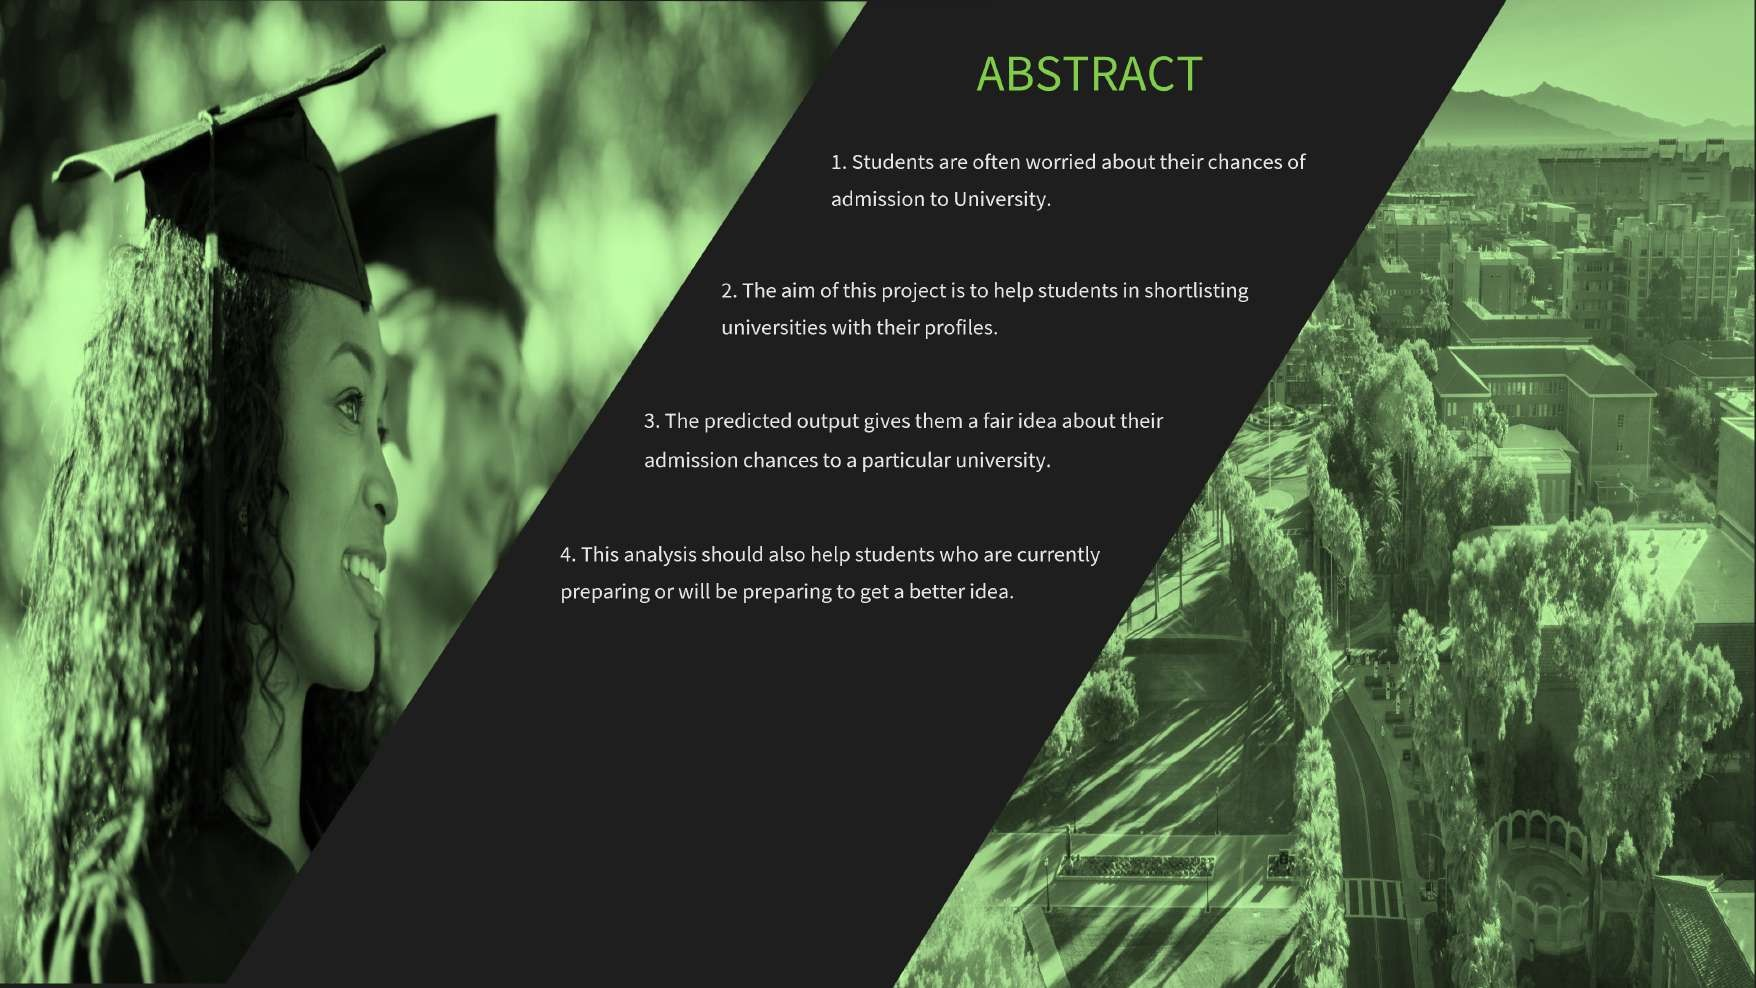 ABSTRACT
1. Students are often worried about their chances of
admission to University.
2. The aim of this project is to help students in shortlisting
universities with their profiles.
3. The predicted output gives them a fair idea about their
admission chances to a particular university.
4. This analysis should also help students who are currently
preparing or will be preparing to get a better idea.